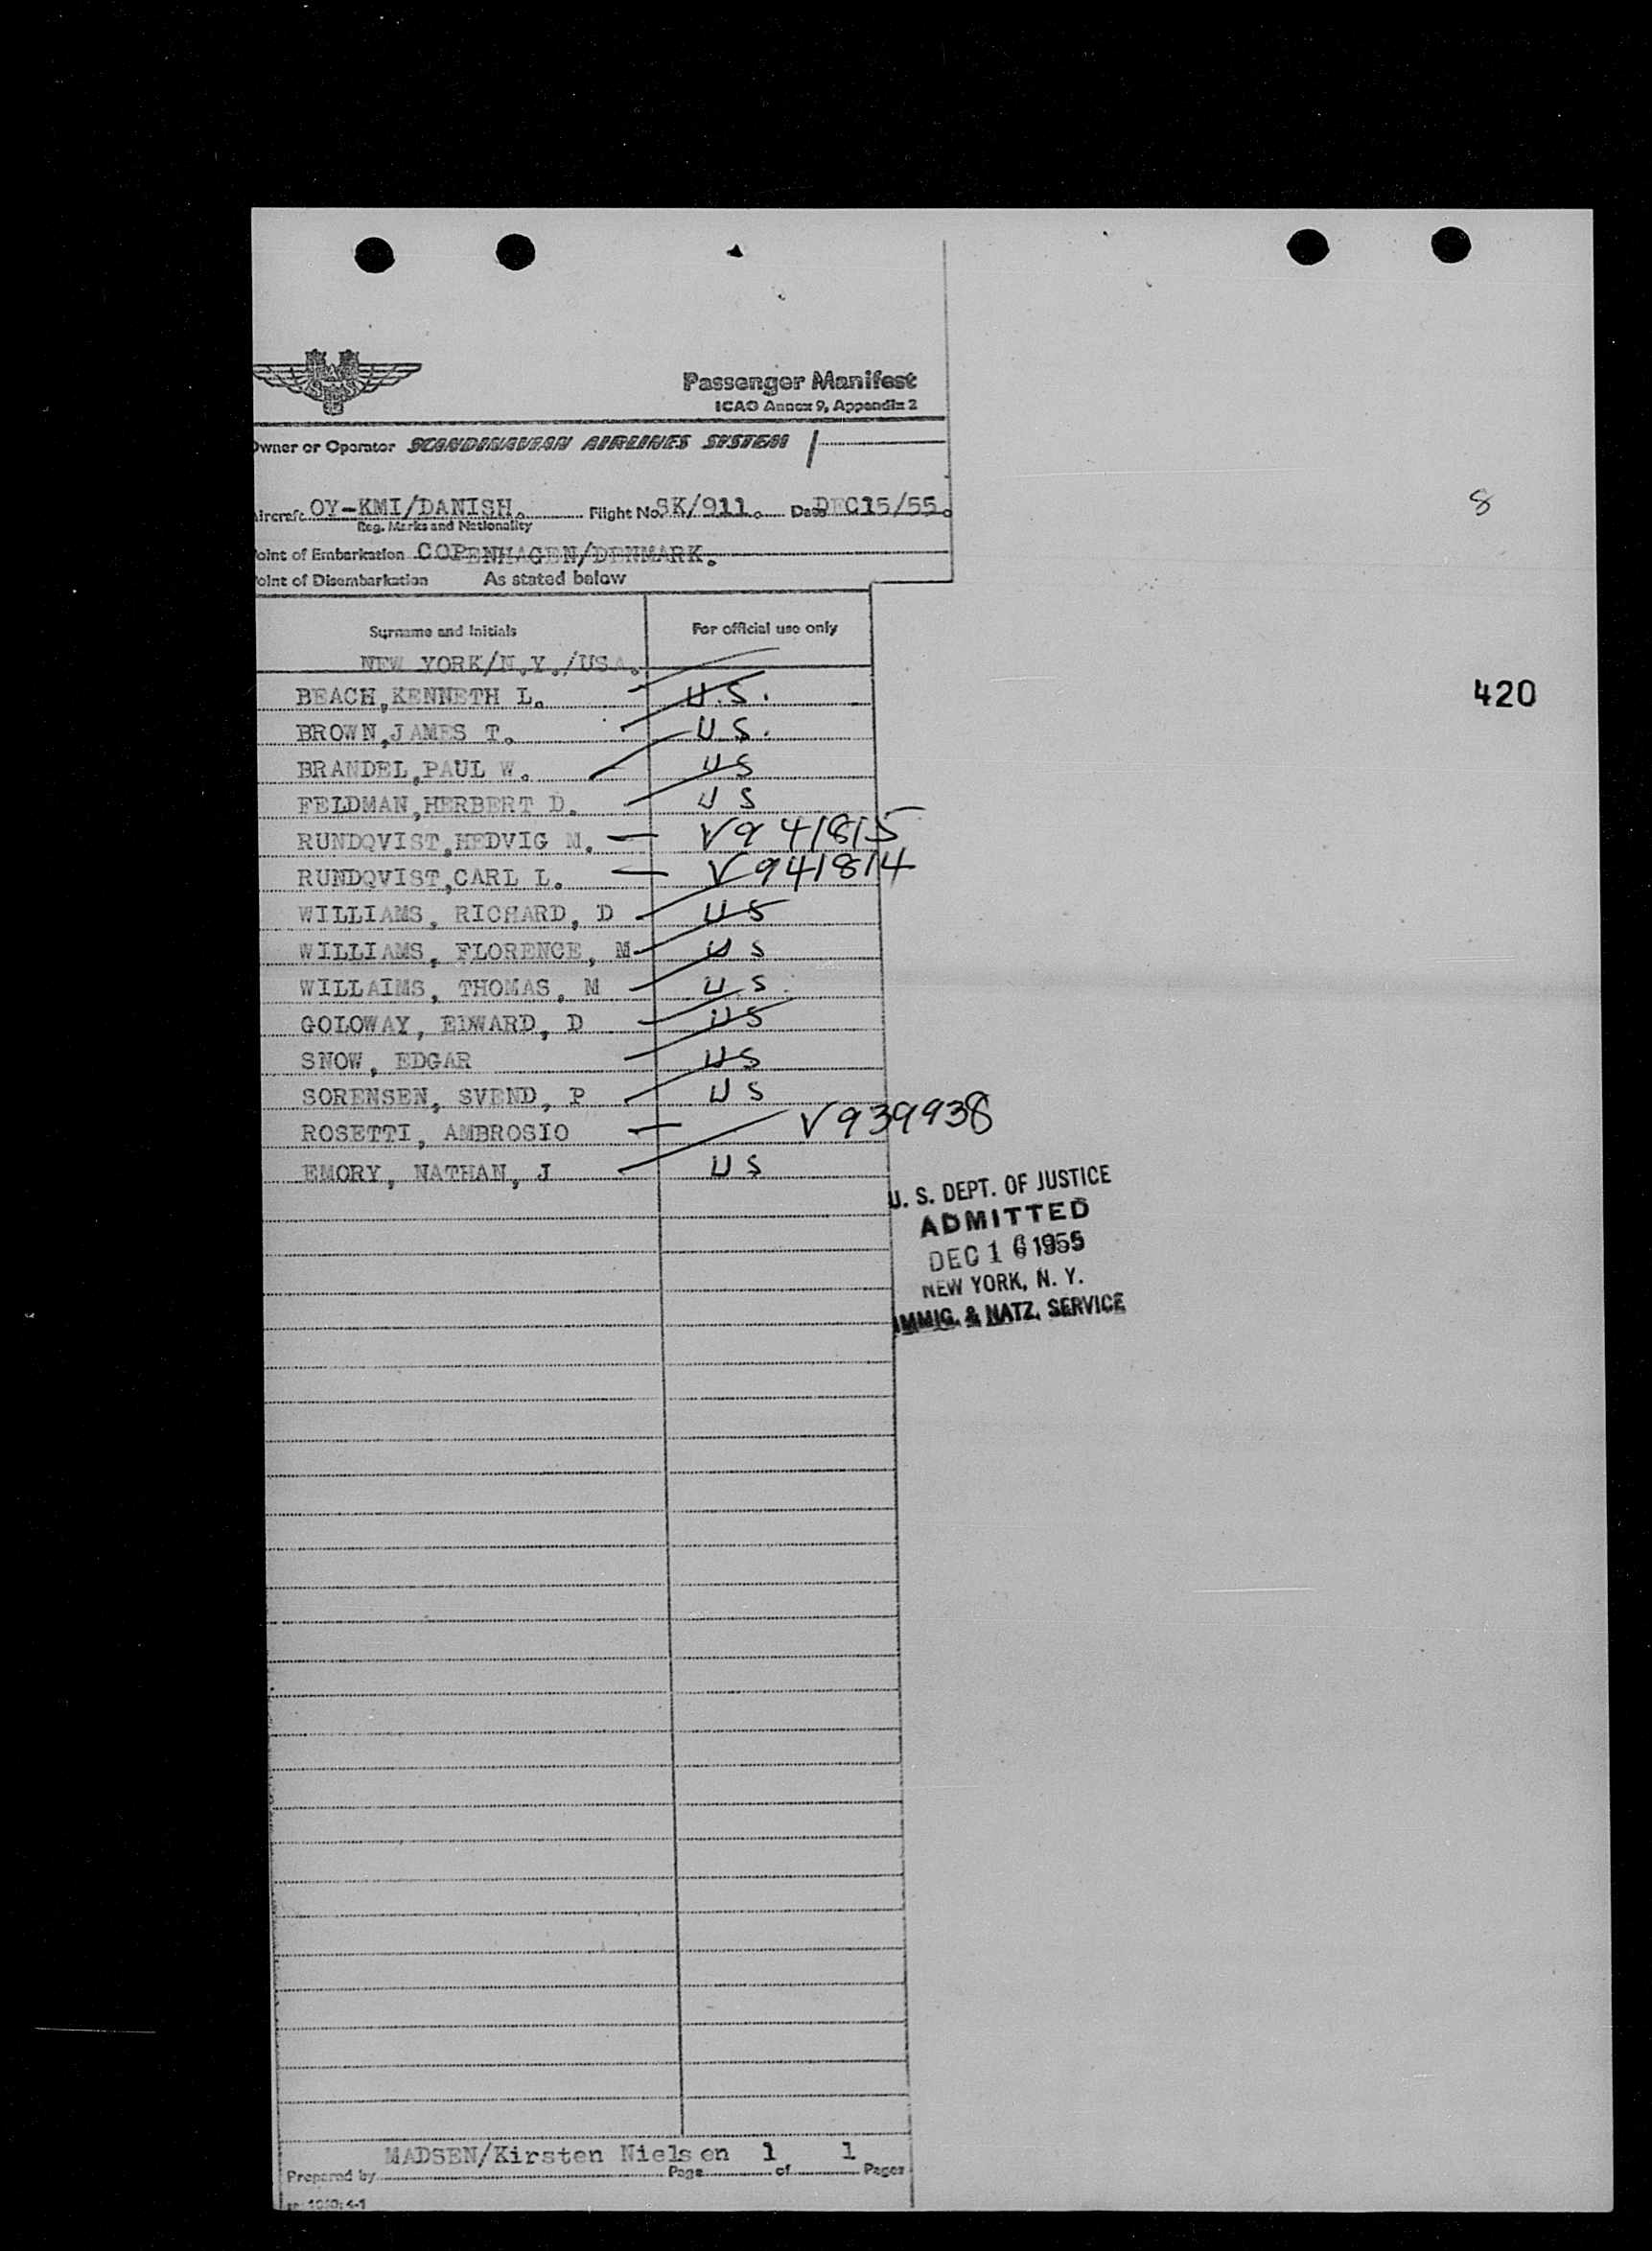 SAS
Passenger Manifest
ICAO Annex 9, Appendix 2
Owner or Operator SCANDINAVIAN AIRLINES SYSTEM
Aircraft OY-KMI/DANISH. Flight No. SK/911. Date DEC15/55.
Reg. Marks and Nationality
8
Point of Embarkation COPENHAGEN/DENMARK.
Point of Disembarkation As stated below
Surname and Initials For official use only
NEW YORK/N.Y./USA.
BEACH,KENNETH L. U.S.
420
BROWN,JAMES T. U.S.
BRANDEL,PAUL W. US
FELDMAN,HERBERT D. US
RUNDQVIST,HEDVIG M. — V941815
RUNDQVIST,CARL L. — V941814
WILLIAMS, RICHARD, D US
WILLIAMS, FLORENCE, M US
WILLAIMS, THOMAS, M U.S.
GOLOWAY, EDWARD, D US
SNOW, EDGAR US
SORENSEN, SVEND, P US
ROSETTI, AMBROSIO — V939938
EMORY, NATHAN, J US
U. S. DEPT. OF JUSTICE
ADMITTED
DEC 16 1955
NEW YORK, N. Y.
IMMIG. & NATZ. SERVICE
MADSEN/Kirsten Nielsen 1 1
Prepared by Page of Pages